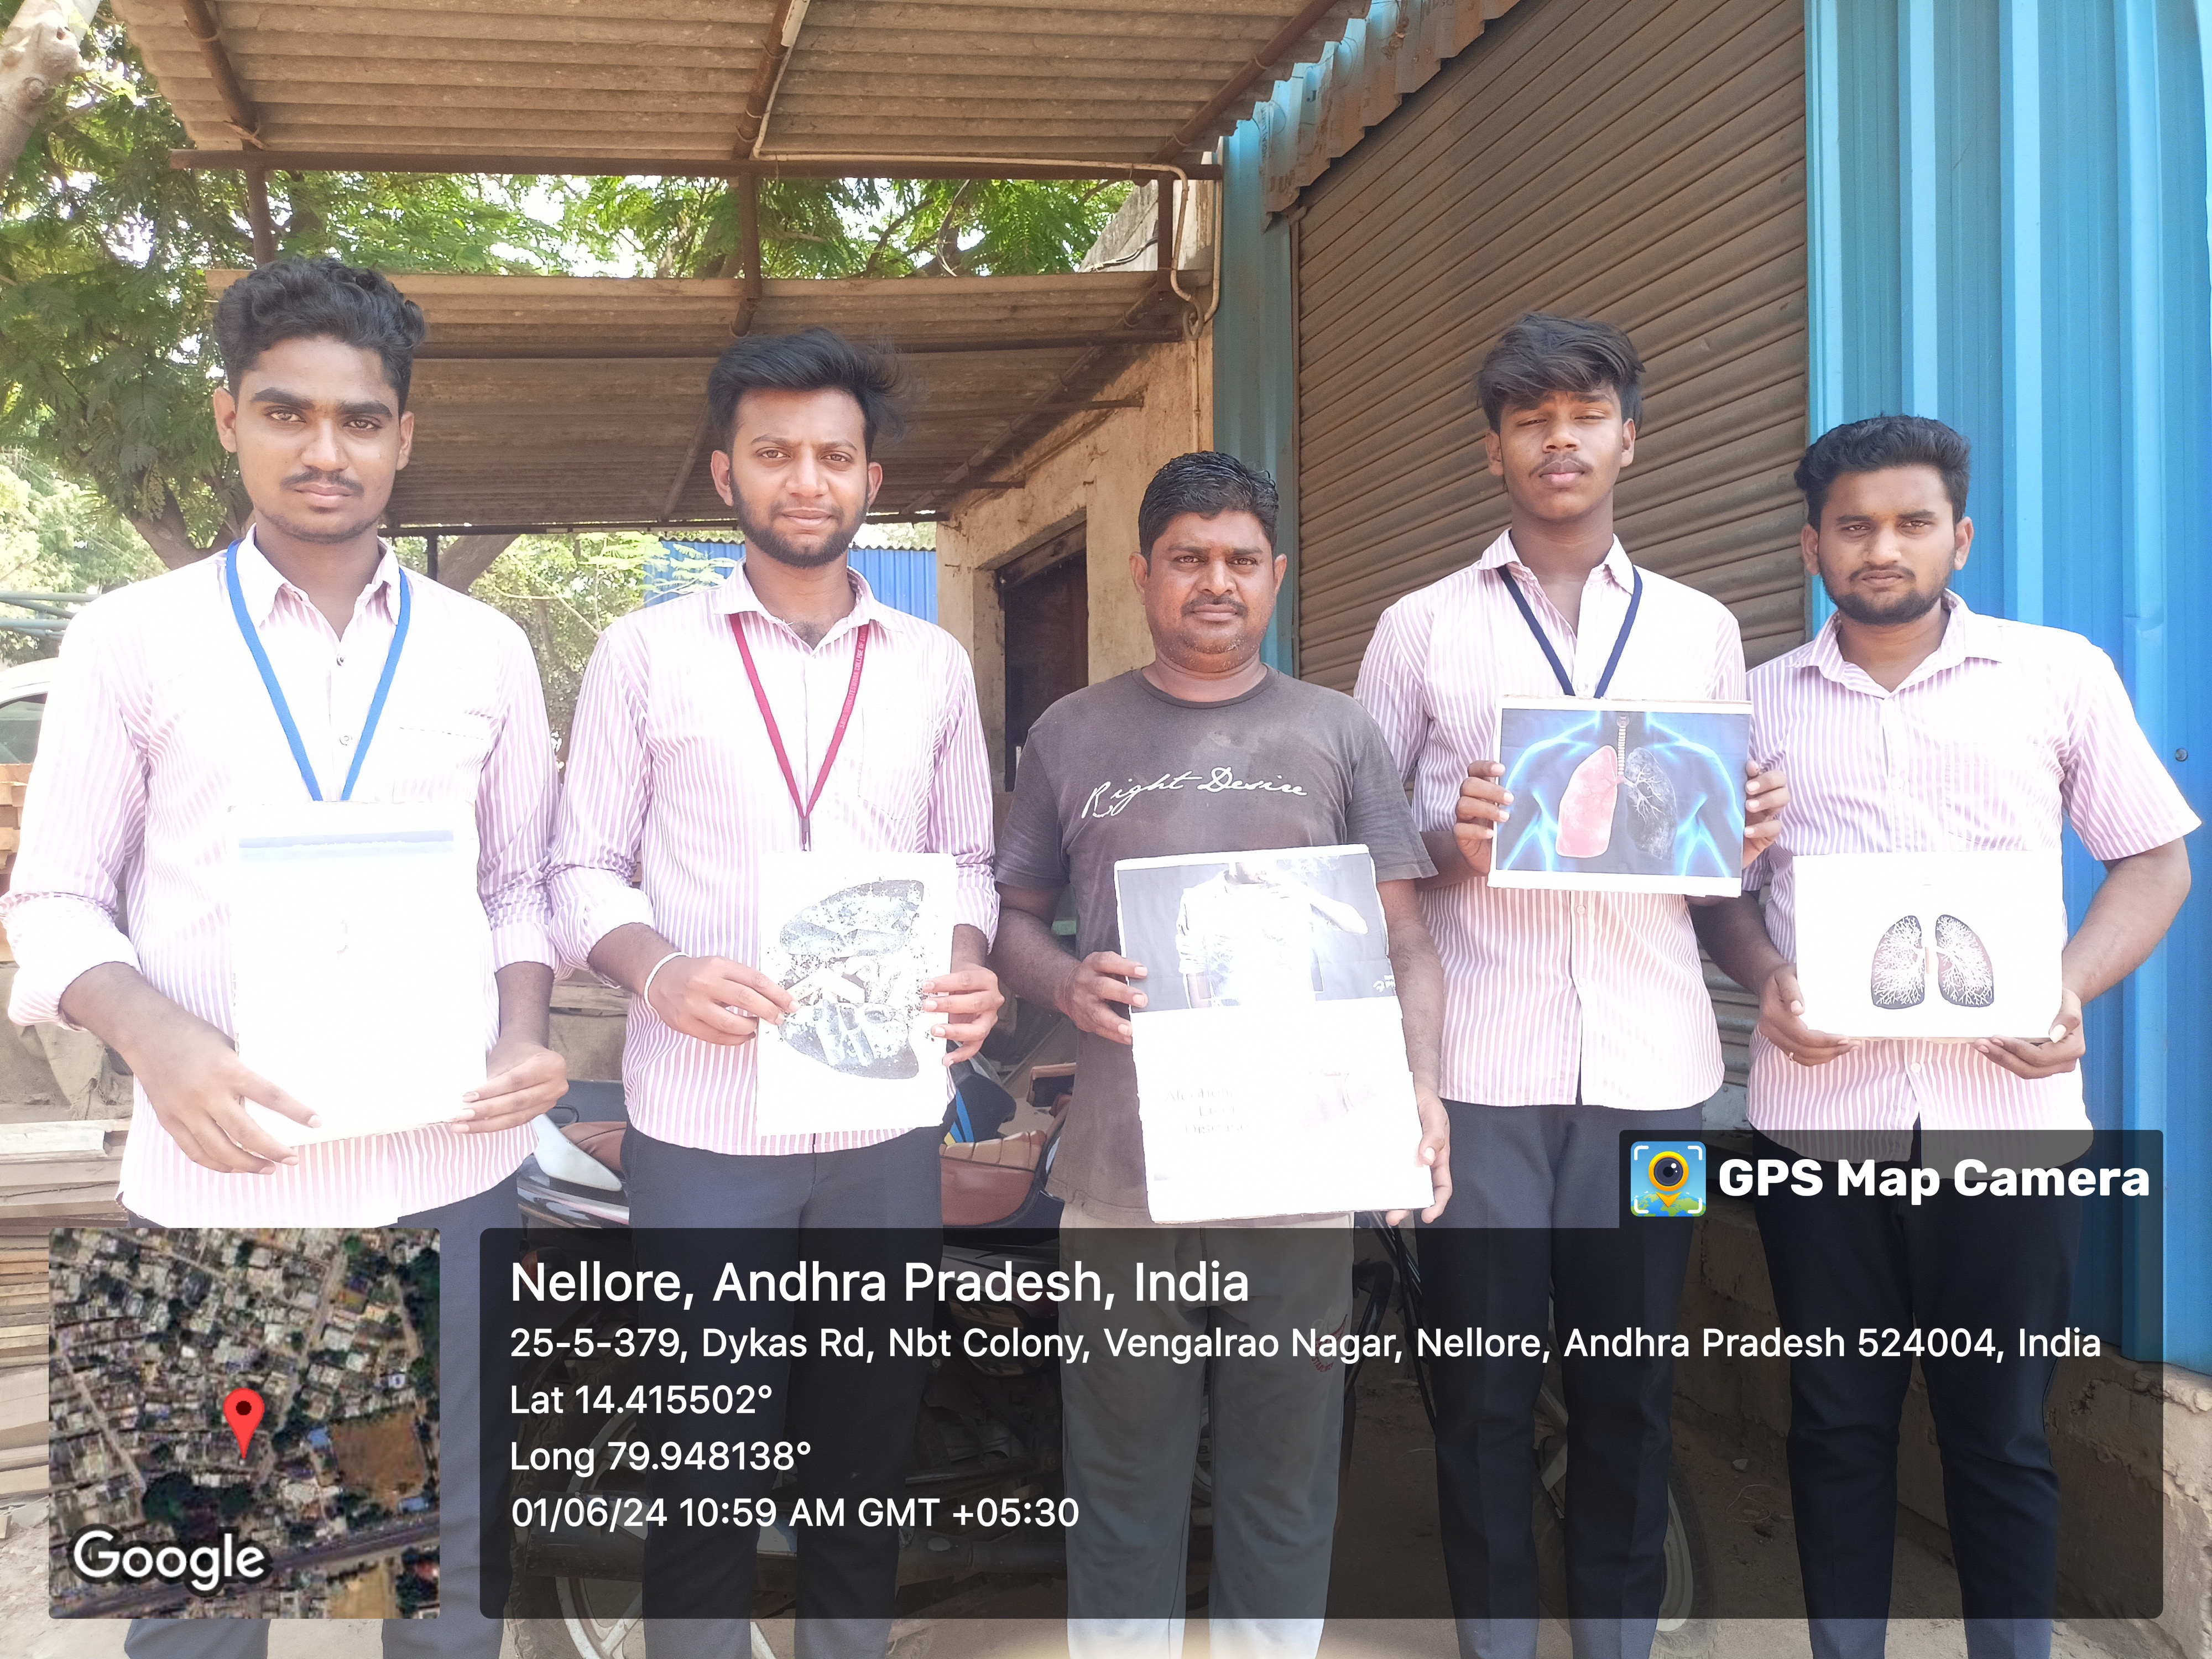 Right Desire
Liver
GPS Map Camera
Nellore, Andhra Pradesh, India
25-5-379, Dykas Rd, Nbt Colony, Vengalrao Nagar, Nellore, Andhra Pradesh 524004, India
Lat 14.415502°
Long 79.948138°
01/06/24 10:59 AM GMT +05:30
Google